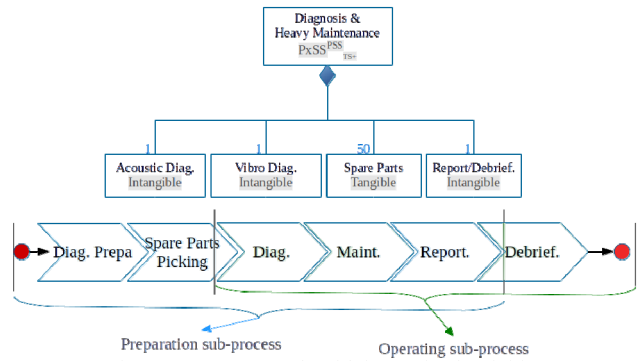 Diagnosis &
Heavy Maintenance
PxSS PSS TS+
1 1 50 1
Acoustic Diag. Vibro Diag. Spare Parts Report/Debrief.
Intangible Intangible Tangible Intangible
Diag. Prepa Spare Parts Picking Diag. Maint. Report. Debrief.
Preparation sub-process Operating sub-process